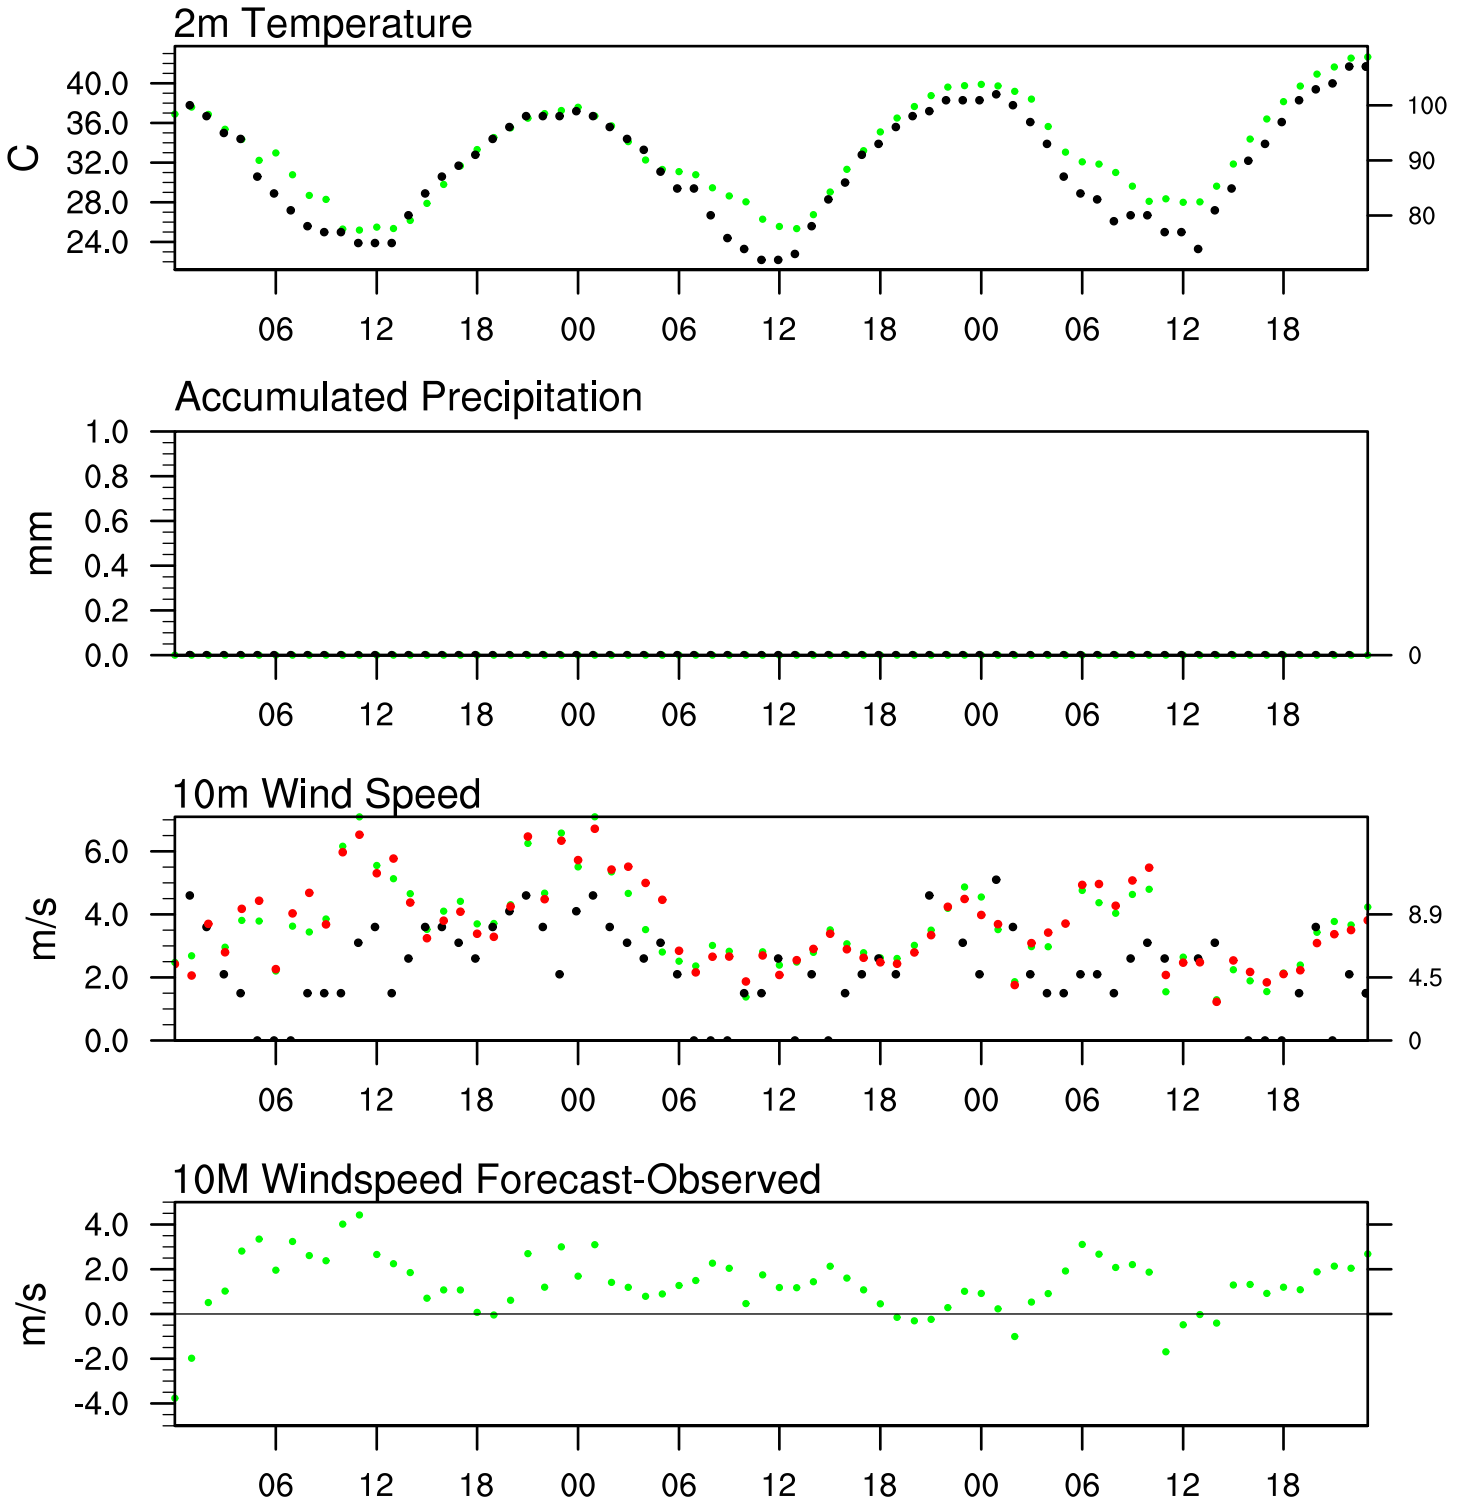 2m Temperature
40.0
36.0
32.0
28.0
24.0
C
100
90
80
06 12 18 00 06 12 18 00 06 12 18
Accumulated Precipitation
1.0
0.8
0.6
0.4
0.2
0.0
mm
0
06 12 18 00 06 12 18 00 06 12 18
10m Wind Speed
6.0
4.0
2.0
0.0
m/s
8.9
4.5
0
06 12 18 00 06 12 18 00 06 12 18
10M Windspeed Forecast-Observed
4.0
2.0
0.0
-2.0
-4.0
m/s
06 12 18 00 06 12 18 00 06 12 18